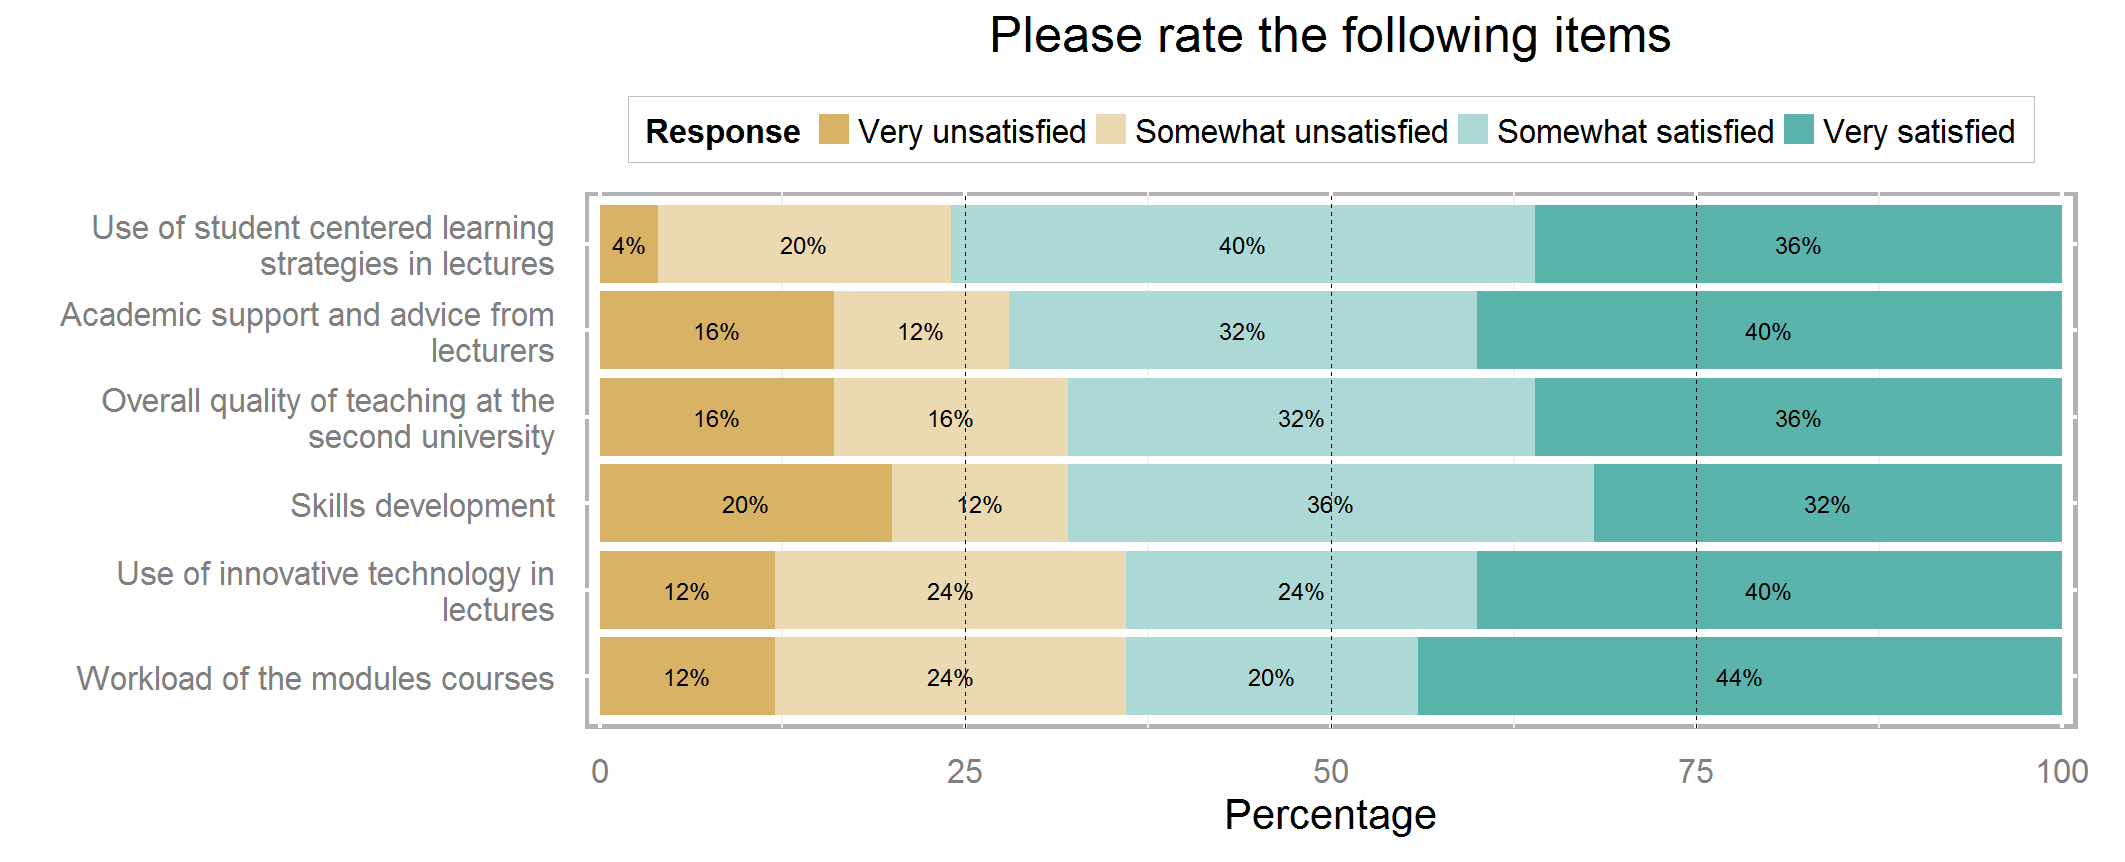 Please rate the following items
Response Very unsatisfied Somewhat unsatisfied Somewhat satisfied Very satisfied
Use of student centered learning
strategies in lectures
4% 20% 40% 36%
Academic support and advice from
lecturers
16% 12% 32% 40%
Overall quality of teaching at the
second university
16% 16% 32% 36%
Skills development
20% 12% 36% 32%
Use of innovative technology in
lectures
12% 24% 24% 40%
Workload of the modules courses
12% 24% 20% 44%
0 25 50 75 100
Percentage